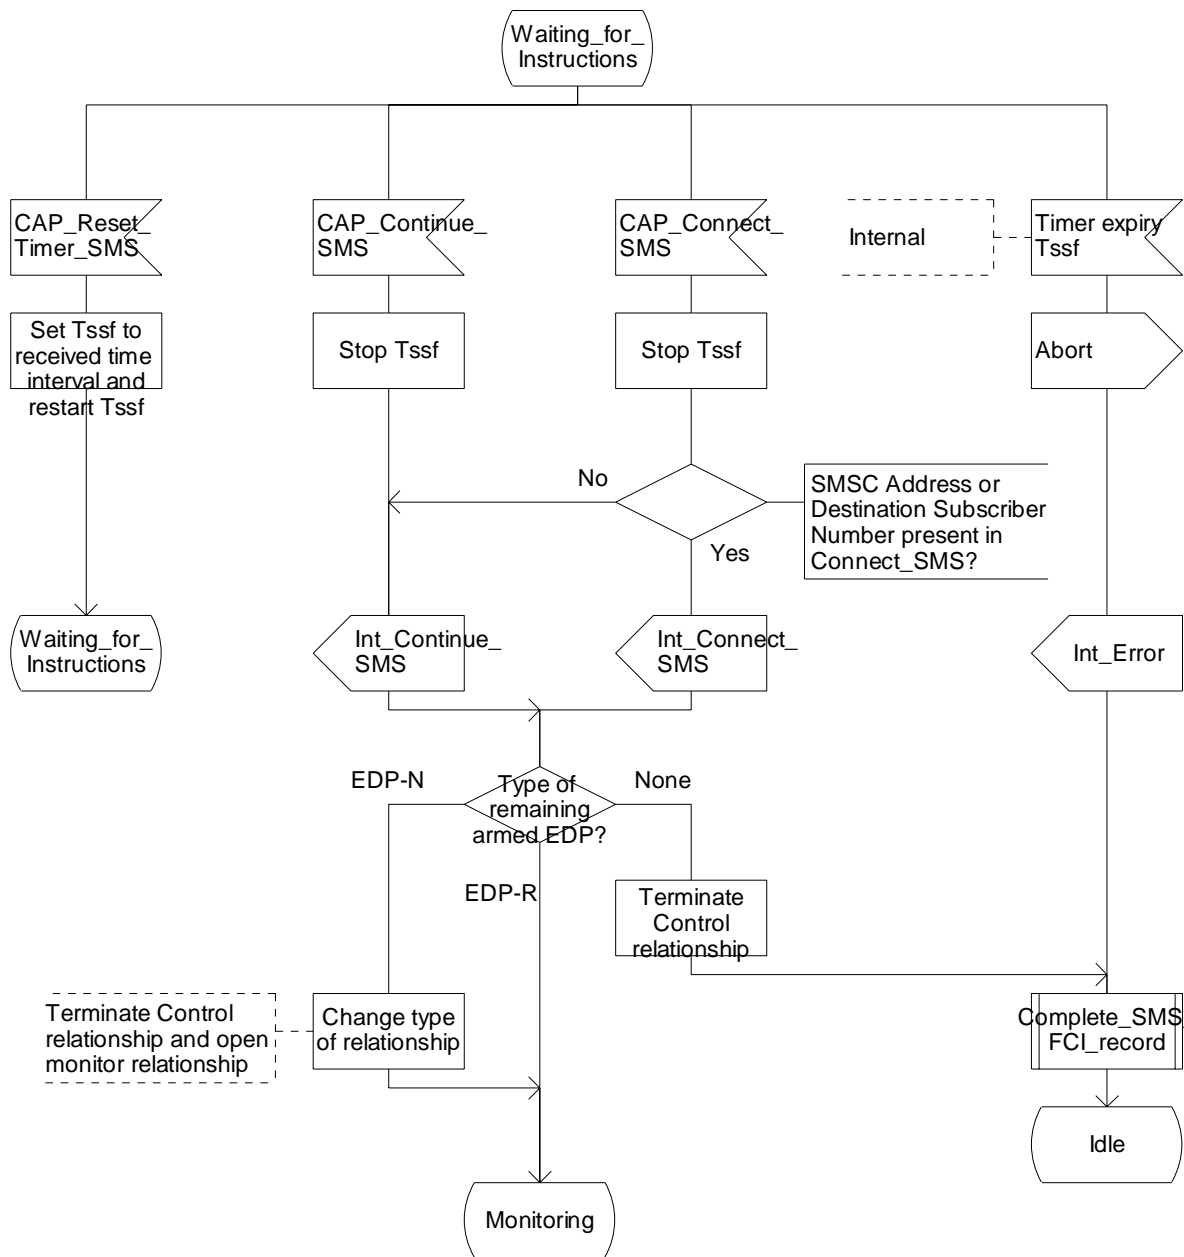 Waiting_for_
Instructions
CAP_Reset_
Timer_SMS
CAP_Continue_
SMS
CAP_Connect_
SMS
Internal
Timer expiry
Tssf
Set Tssf to
received time
interval and
restart Tssf
Stop Tssf
Stop Tssf
Abort
No
Yes
SMSC Address or
Destination Subscriber
Number present in
Connect_SMS?
Waiting_for_
Instructions
Int_Continue_
SMS
Int_Connect_
SMS
Int_Error
EDP-N
Type of
remaining
armed EDP?
None
EDP-R
Terminate
Control
relationship
Terminate Control
relationship and open
monitor relationship
Change type
of relationship
Complete_SMS_
FCI_record
Idle
Monitoring